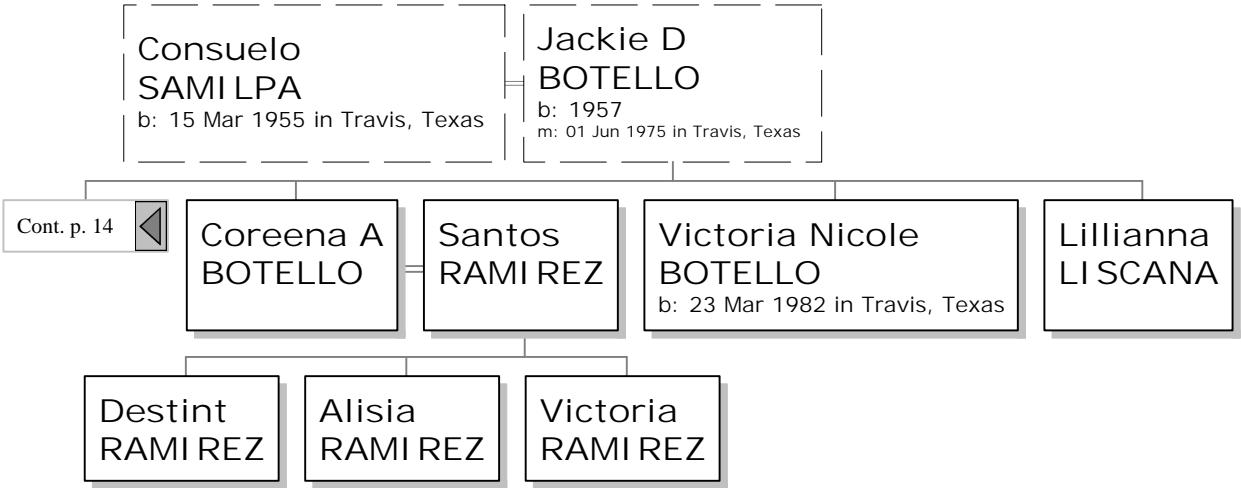 Consuelo
SAMILPA
b: 15 Mar 1955 in Travis, Texas
Jackie D
BOTELLO
b: 1957
m: 01 Jun 1975 in Travis, Texas
Cont. p. 14
Coreena A
BOTELLO
Santos
RAMIREZ
Victoria Nicole
BOTELLO
b: 23 Mar 1982 in Travis, Texas
Lillianna
LISCANA
Destint
RAMIREZ
Alisia
RAMIREZ
Victoria
RAMIREZ